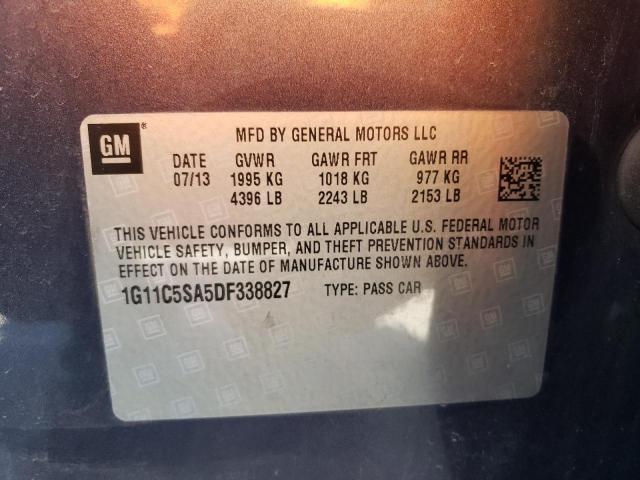 GM
MFD BY GENERAL MOTORS LLC
DATE GVWR GAWR FRT GAWR RR
07/13 1995 KG 1018 KG 977 KG
4396 LB 2243 LB 2153 LB
THIS VEHICLE CONFORMS TO ALL APPLICABLE U.S. FEDERAL MOTOR
VEHICLE SAFETY, BUMPER, AND THEFT PREVENTION STANDARDS IN
EFFECT ON THE DATE OF MANUFACTURE SHOWN ABOVE.
1G11C5SA5DF338827 TYPE: PASS CAR